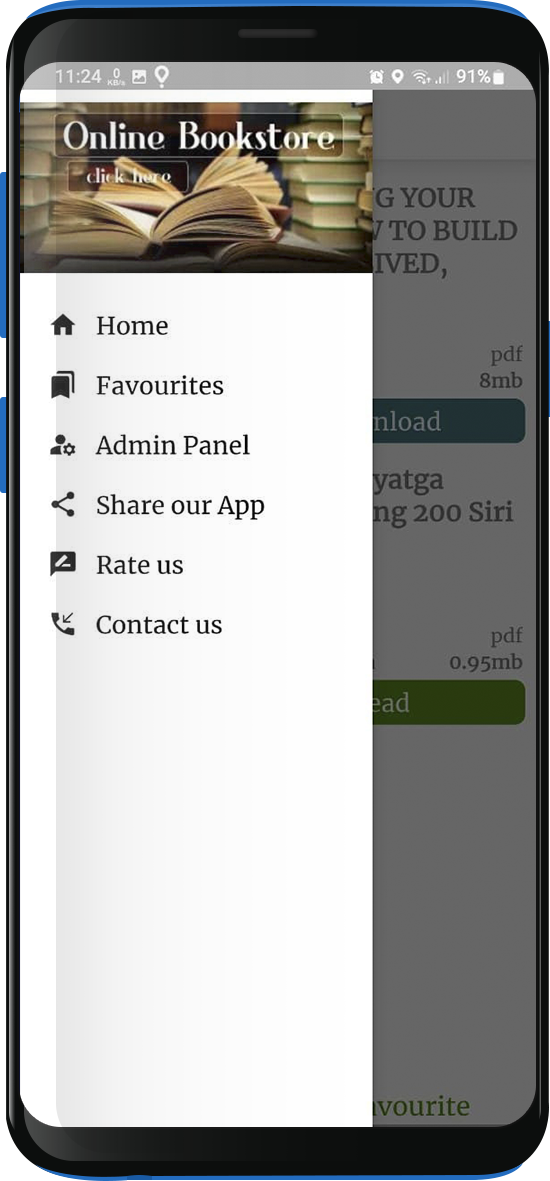 11:24 0 KB/s 91%
Online Bookstore
click here
Home
Favourites
Admin Panel
Share our App
Rate us
Contact us
G YOUR
TO BUILD
IVED,
pdf
8mb
nload
yatga
ng 200 Siri
pdf
0.95mb
ead
avourite